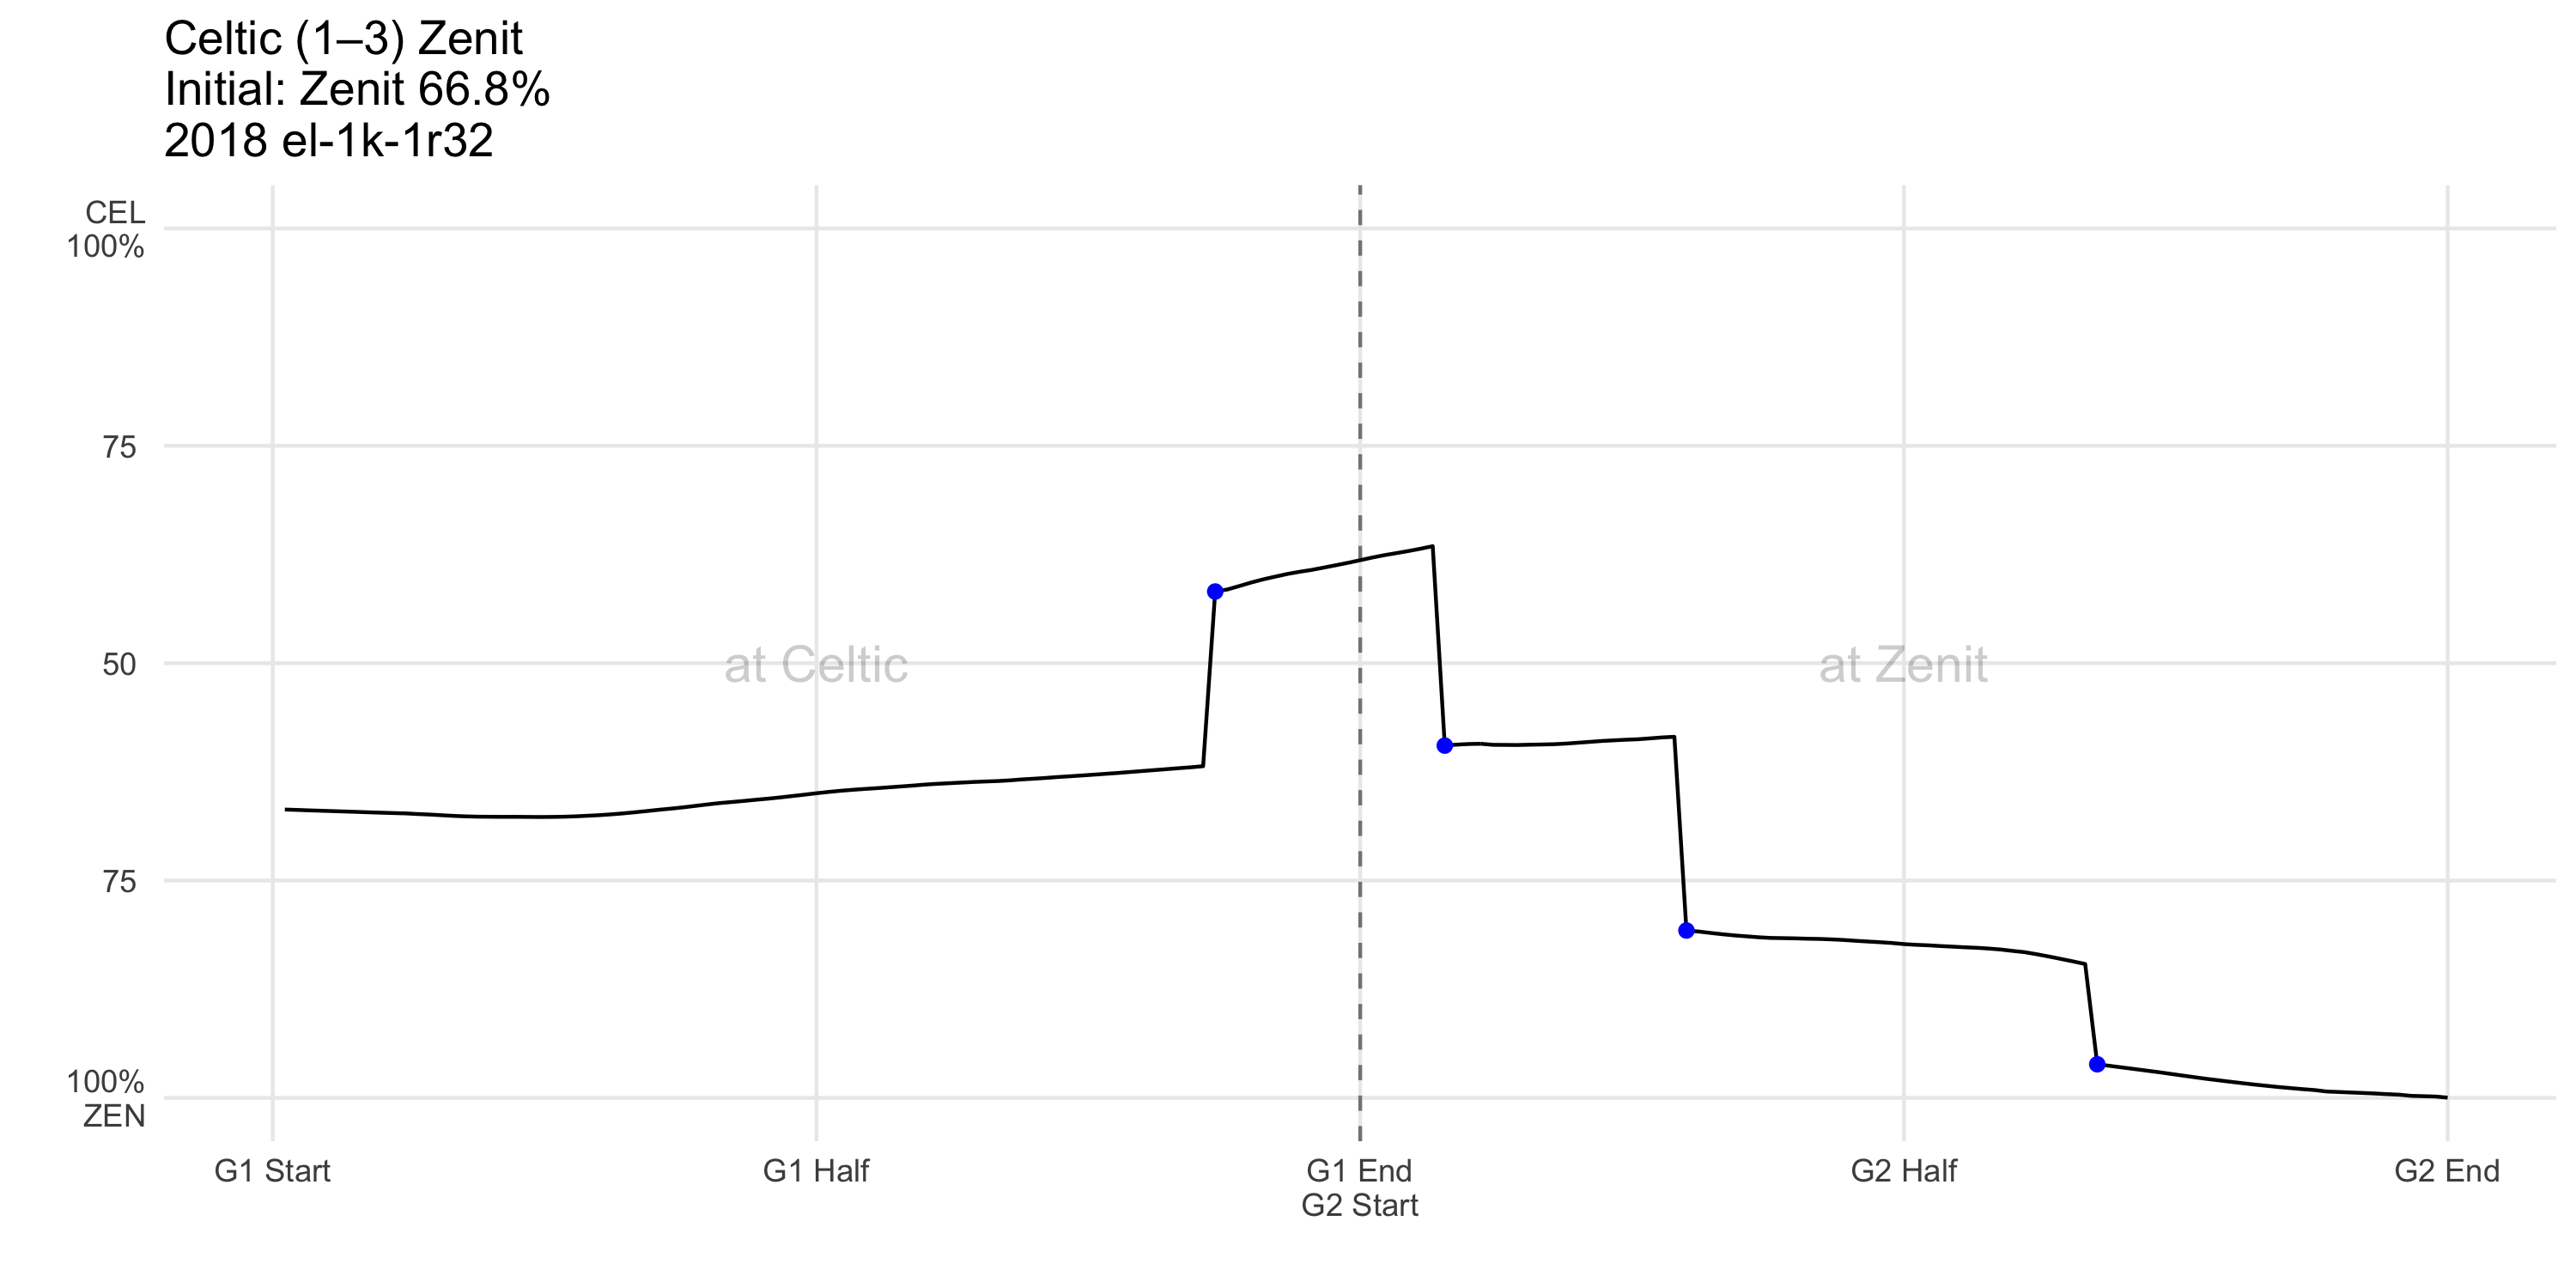 Celtic (1–3) Zenit
Initial: Zenit 66.8%
2018 el-1k-1r32
CEL
100%
75
50
75
100%
ZEN
at Celtic
at Zenit
G1 Start
G1 Half
G1 End
G2 Start
G2 Half
G2 End